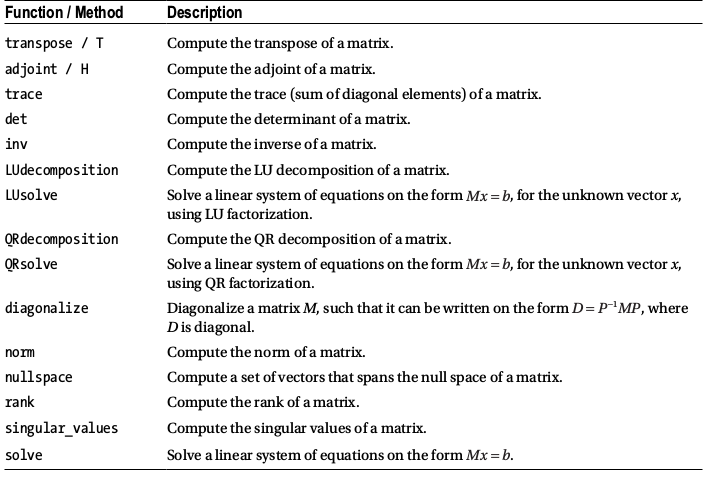 Function / Method Description
transpose / T Compute the transpose of a matrix.
adjoint / H Compute the adjoint of a matrix.
trace Compute the trace (sum of diagonal elements) of a matrix.
det Compute the determinant of a matrix.
inv Compute the inverse of a matrix.
LUdecomposition Compute the LU decomposition of a matrix.
LUsolve Solve a linear system of equations on the form Mx = b, for the unknown vector x,
using LU factorization.
QRdecomposition Compute the QR decomposition of a matrix.
QRsolve Solve a linear system of equations on the form Mx = b, for the unknown vector x,
using QR factorization.
diagonalize Diagonalize a matrix M, such that it can be written on the form D = P⁻¹MP, where
D is diagonal.
norm Compute the norm of a matrix.
nullspace Compute a set of vectors that spans the null space of a matrix.
rank Compute the rank of a matrix.
singular_values Compute the singular values of a matrix.
solve Solve a linear system of equations on the form Mx = b.